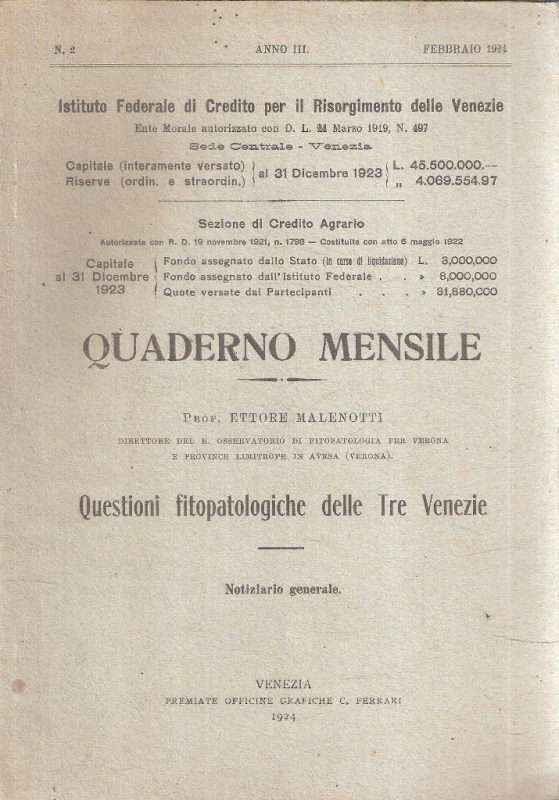 N. 2 ANNO III. FEBBRAIO 1924
Istituto Federale di Credito per il Risorgimento delle Venezie
Ente Morale autorizzato con D. L. 24 Marzo 1919, N. 497
Sede Centrale - Venezia
Capitale (interamente versato) } al 31 Dicembre 1923 { L. 46.500.000.—
Riserve (ordin. e straordin.) „ 4.069.554.97
Sezione di Credito Agrario
Autorizzata con R. D. 19 novembre 1921, n. 1798 — Costituita con atto 6 maggio 1922
Capitale al 31 Dicembre 1923 { Fondo assegnato dallo Stato (in corso di liquidazione) L. 3,000,000
Fondo assegnato dall'Istituto Federale . . » 6,000,000
Quote versate dai Partecipanti . . . » 31,880,000
QUADERNO MENSILE
PROF. ETTORE MALENOTTI
DIRETTORE DEL R. OSSERVATORIO DI FITOPATOLOGIA PER VERONA
E PROVINCE LIMITROFE IN AVESA (VERONA).
Questioni fitopatologiche delle Tre Venezie
Notiziario generale.
VENEZIA
PREMIATE OFFICINE GRAFICHE C. FERRARI
1924